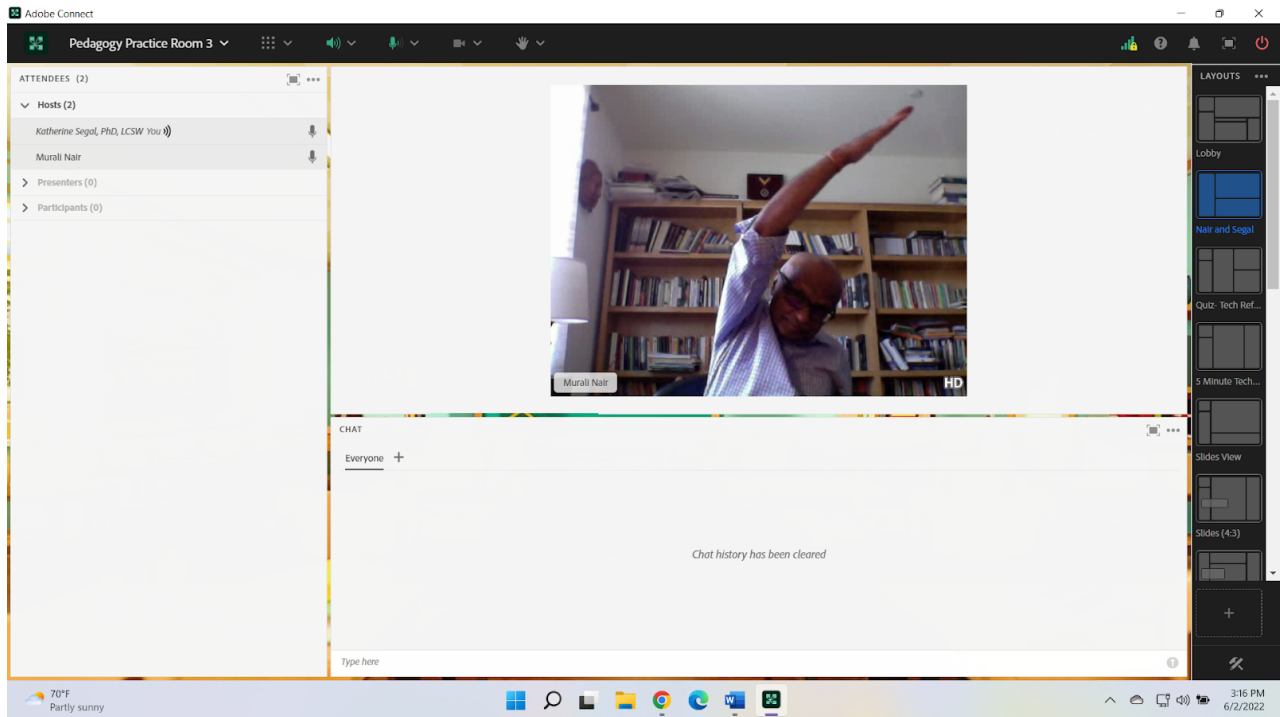 Adobe Connect
Pedagogy Practice Room 3
ATTENDEES (2)
Hosts (2)
Katherine Segal, PhD, LCSW You
Murali Nair
Presenters (0)
Participants (0)
Murali Nair
HD
CHAT
Everyone
Chat history has been cleared
Type here
LAYOUTS
Lobby
Nair and Segal
Quiz- Tech Ref...
5 Minute Tech...
Slides View
Slides (4:3)
70°F
Partly sunny
3:16 PM
6/2/2022